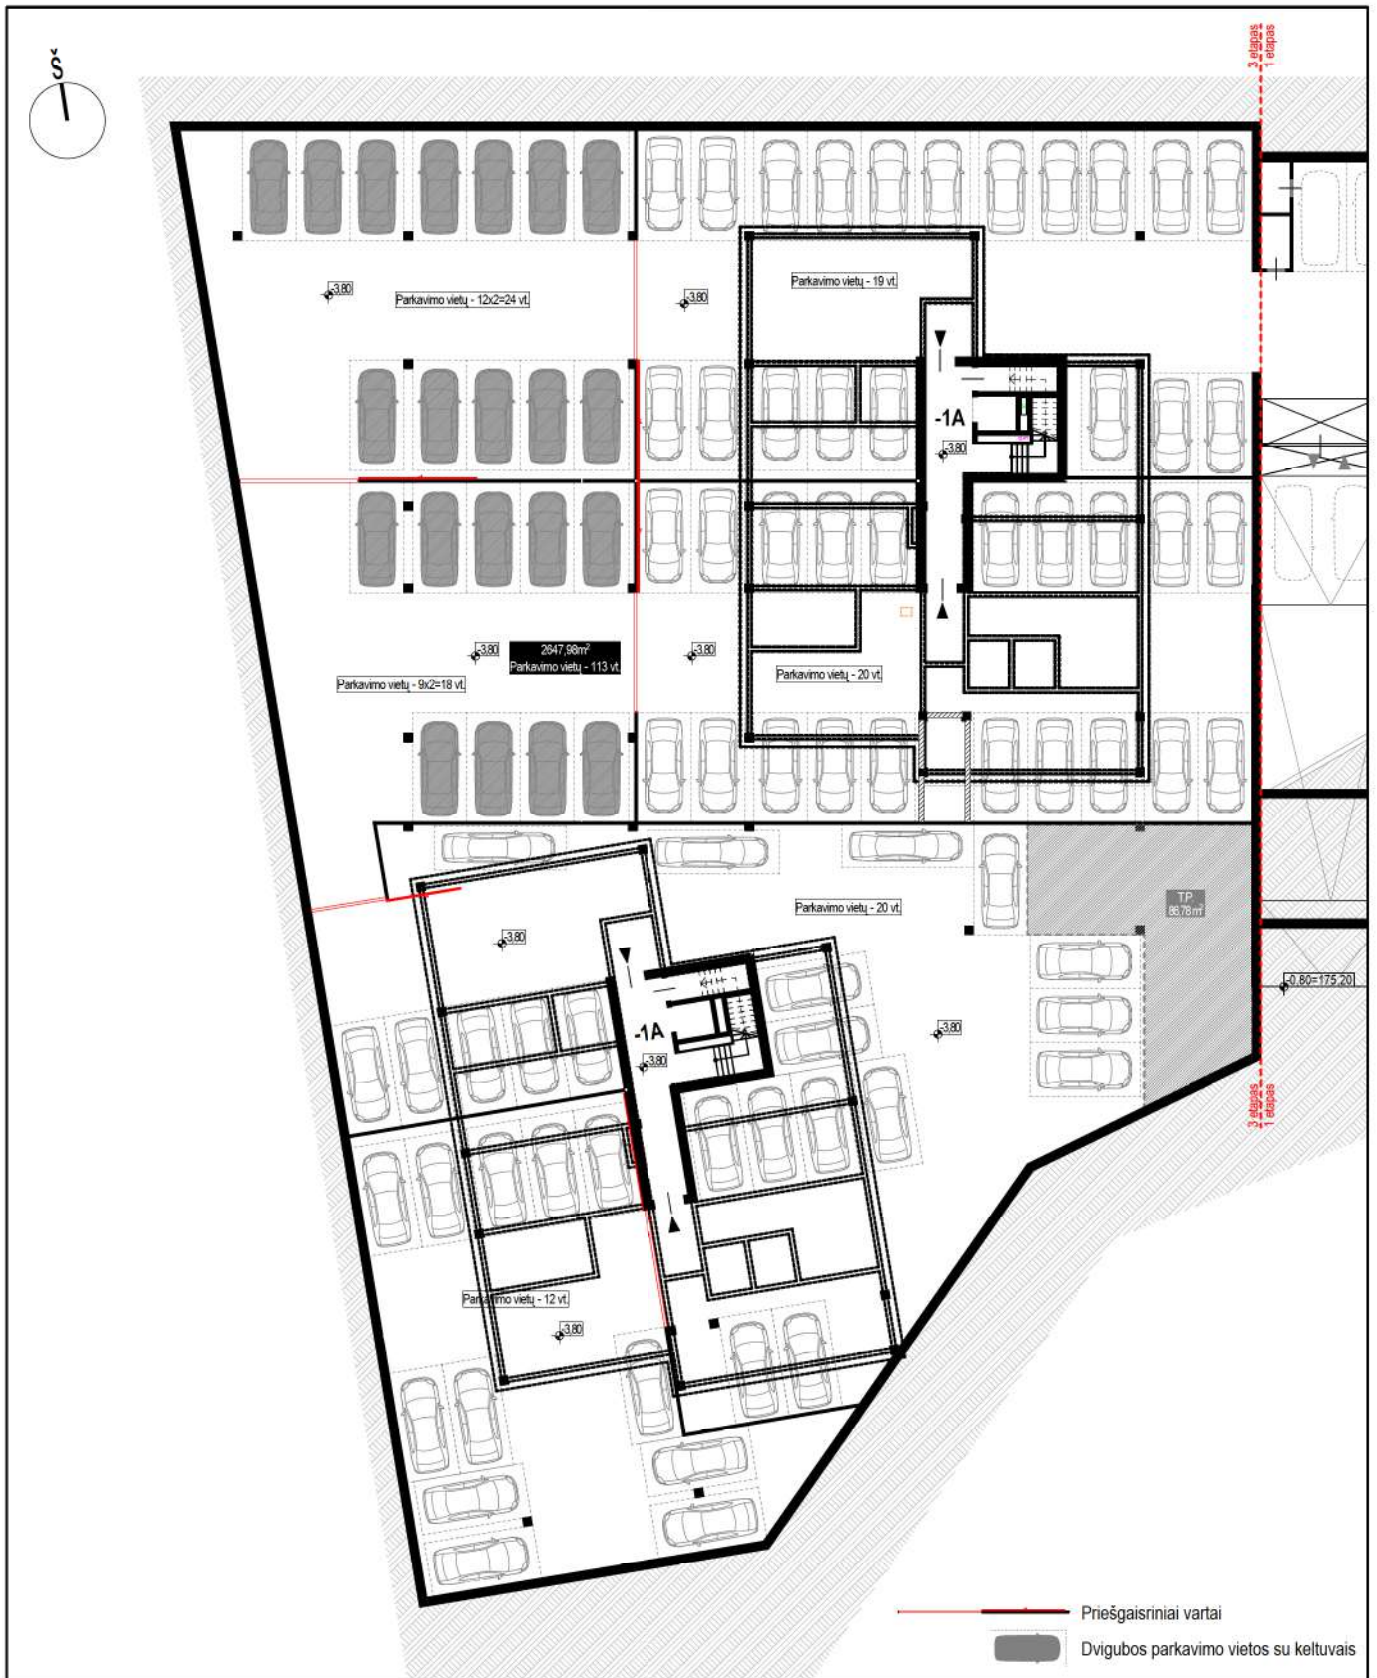 Š
3 etapas
1 etapas
Parkavimo vietų - 19 vt.
-3,80
Parkavimo vietų - 12x2=24 vt.
-3,80
-1A
-3,80
-3,80
2647,98m²
Parkavimo vietų - 113 vt.
-3,80
Parkavimo vietų - 20 vt.
Parkavimo vietų - 9x2=18 vt.
T.P.
86,78 m²
Parkavimo vietų - 20 vt.
-3,80
-0.80=175.20
-1A
-3,80
-3,80
3 etapas
1 etapas
Parkavimo vietų - 12 vt.
-3,80
Priešgaisriniai vartai
Dvigubos parkavimo vietos su keltuvais